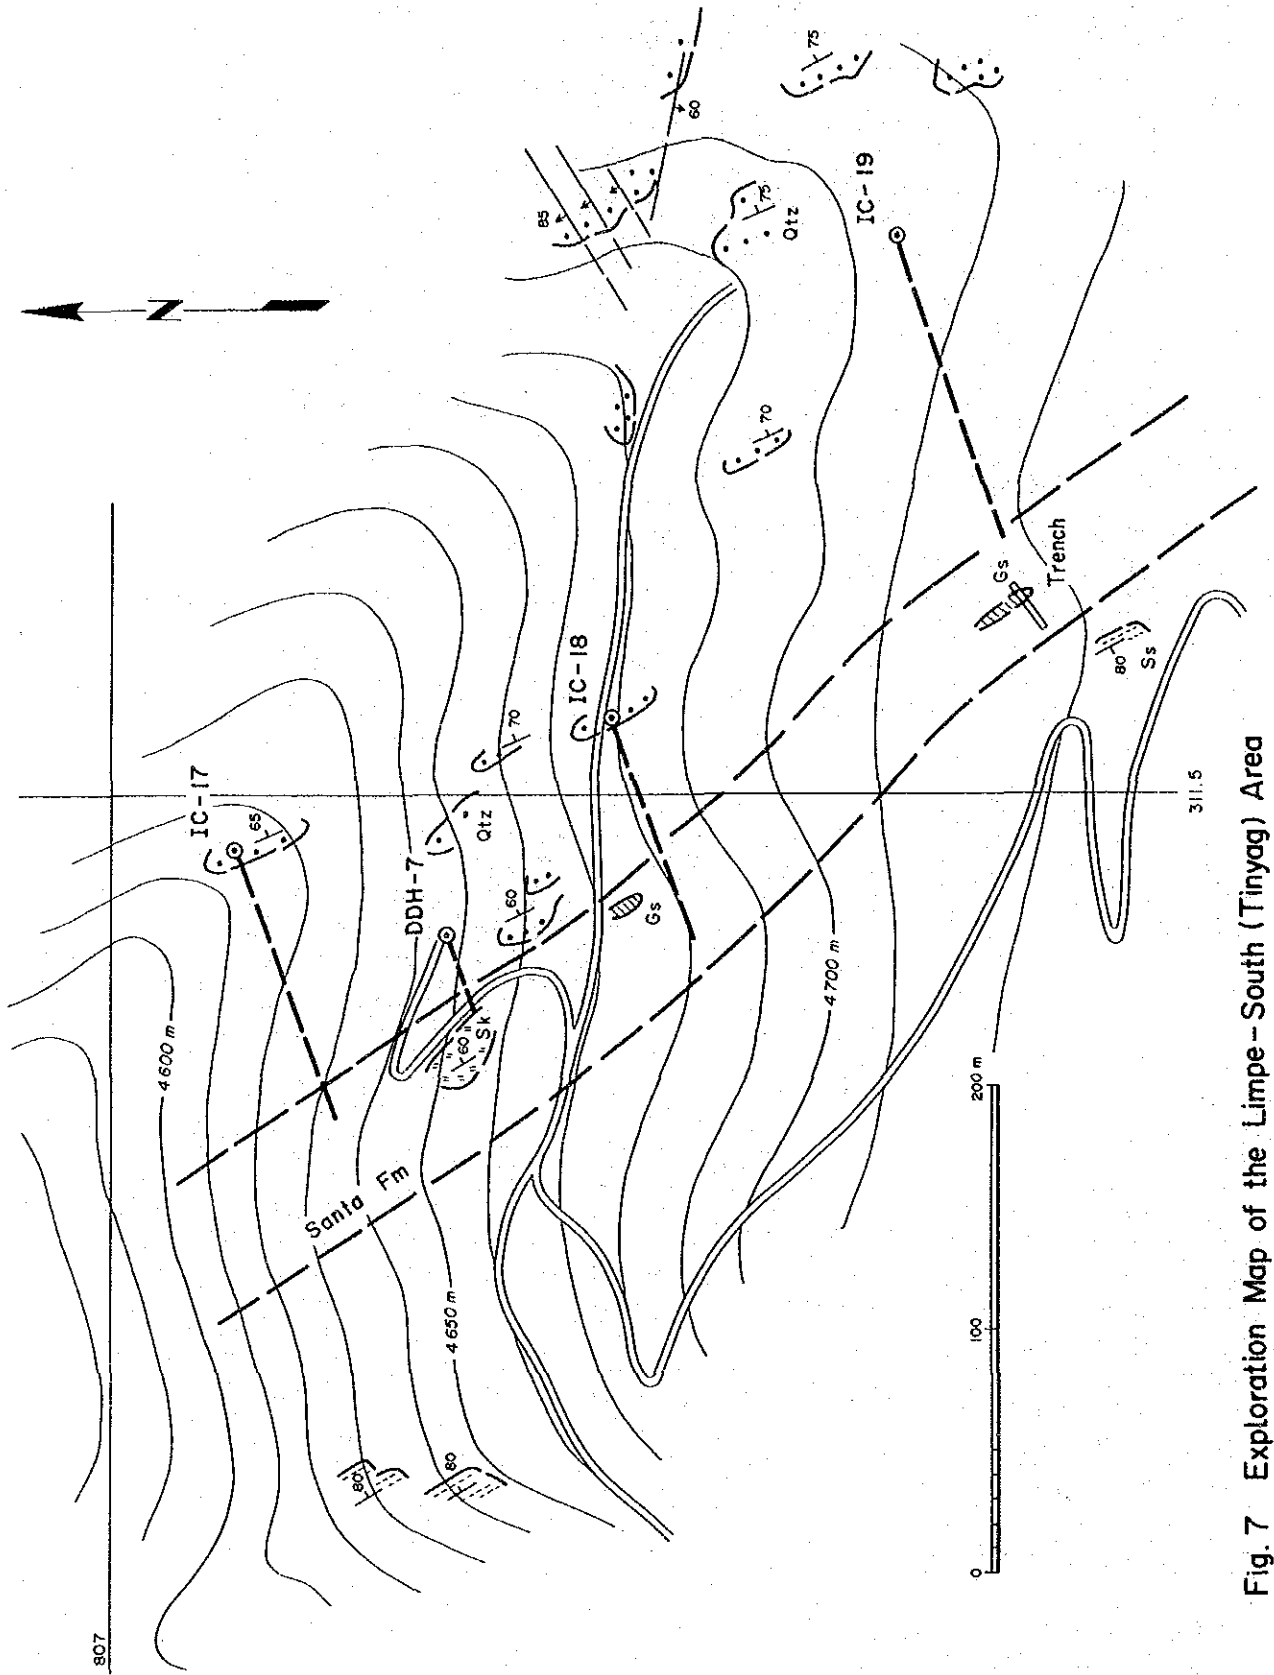 N
807
4600 m
IC-17
65
Santa Fm
DDH-7
Qtz
70
60
Sk
60
4650 m
80
80
IC-18
Gs
85
60
75
Qtz
75
70
IC-19
4700 m
Gs
Trench
80
Ss
311.5
0
100
200 m
Fig. 7 Exploration Map of the Limpe-South (Tinyag) Area